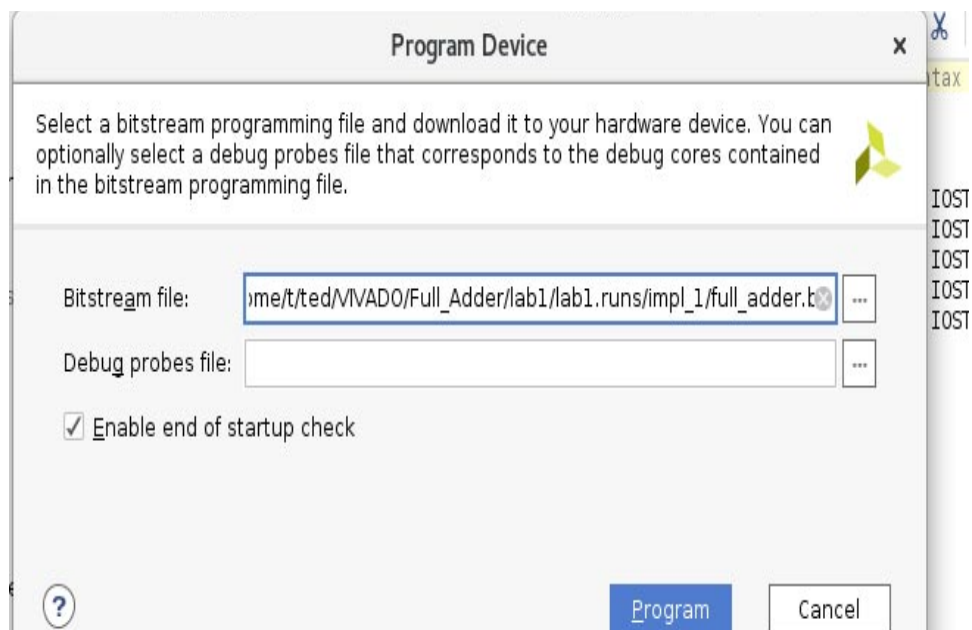 Program Device
ntax
Select a bitstream programming file and download it to your hardware device. You can
optionally select a debug probes file that corresponds to the debug cores contained
in the bitstream programming file.
IOST
IOST
IOST
IOST
IOST
Bitstream file: ome/t/ted/VIVADO/Full_Adder/lab1/lab1.runs/impl_1/full_adder.b ...
Debug probes file: ...
Enable end of startup check
?
Program Cancel